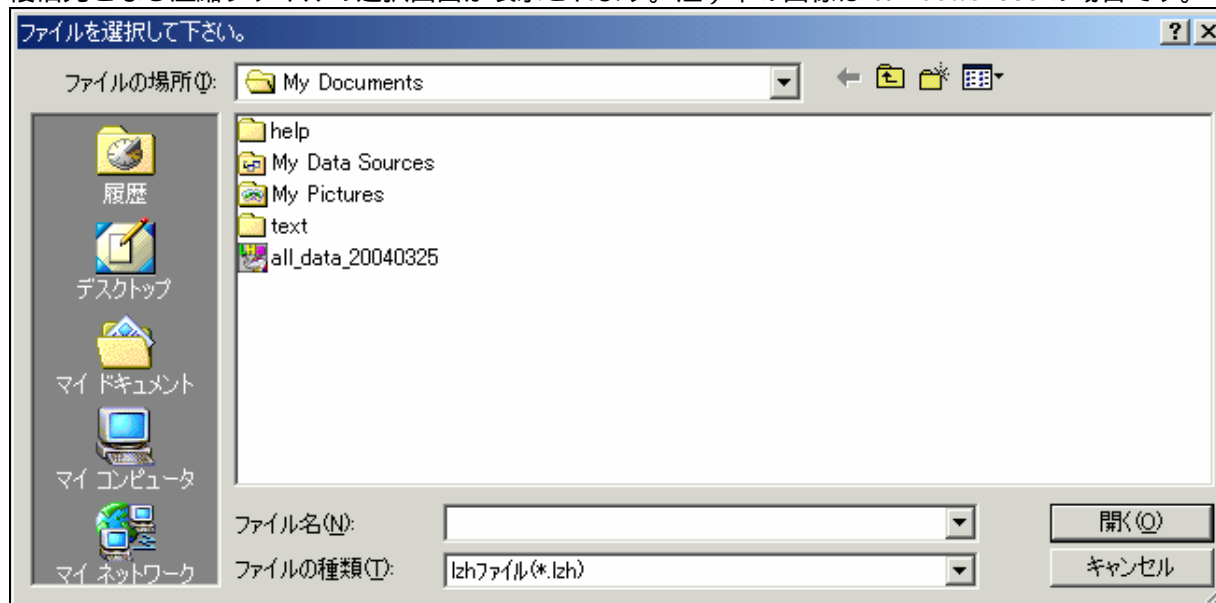 ファイルを選択して下さい。
ファイルの場所(I):
My Documents
履歴
デスクトップ
マイ ドキュメント
マイ コンピュータ
マイ ネットワーク
help
My Data Sources
My Pictures
text
all_data_20040325
ファイル名(N):
開く(O)
ファイルの種類(T):
lzhファイル(*.lzh)
キャンセル